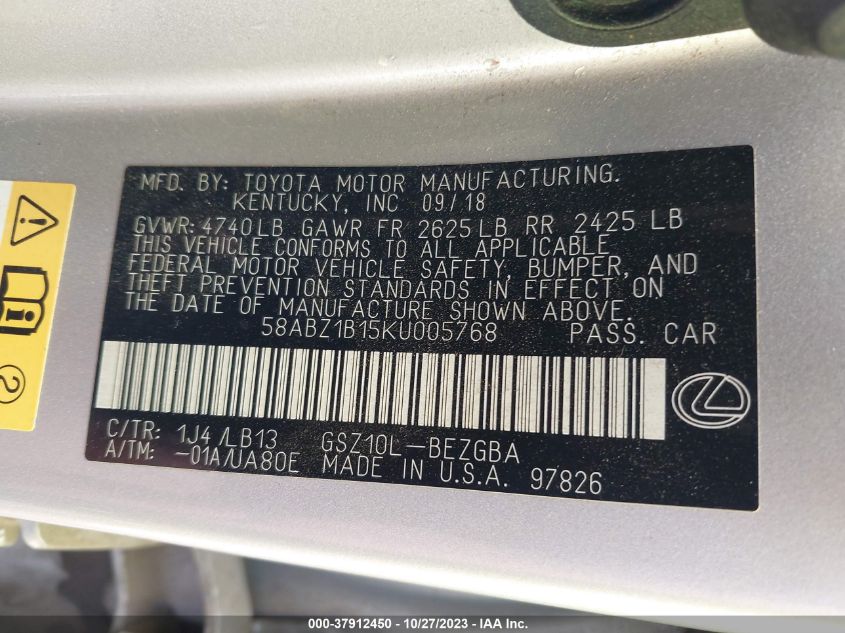 MFD. BY: TOYOTA MOTOR MANUFACTURING.
KENTUCKY, INC 09/18
GVWR: 4740LB GAWR FR 2625LB RR 2425 LB
THIS VEHICLE CONFORMS TO ALL APPLICABLE
FEDERAL MOTOR VEHICLE SAFETY, BUMPER, AND
THEFT PREVENTION STANDARDS IN EFFECT ON
THE DATE OF MANUFACTURE SHOWN ABOVE.
58ABZ1B15KU005768 PASS. CAR
C/TR: 1J4 /LB13 GSZ10L-BEZGBA
A/TM: -01A/UA80E MADE IN U.S.A. 97826
2
000-37912450 - 10/27/2023 - IAA Inc.